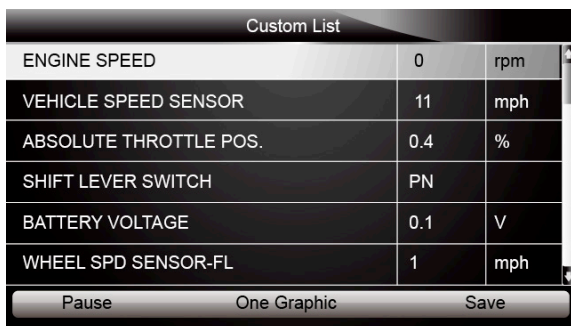 Custom List
ENGINE SPEED 0 rpm
VEHICLE SPEED SENSOR 11 mph
ABSOLUTE THROTTLE POS. 0.4 %
SHIFT LEVER SWITCH PN
BATTERY VOLTAGE 0.1 V
WHEEL SPD SENSOR-FL 1 mph
Pause One Graphic Save